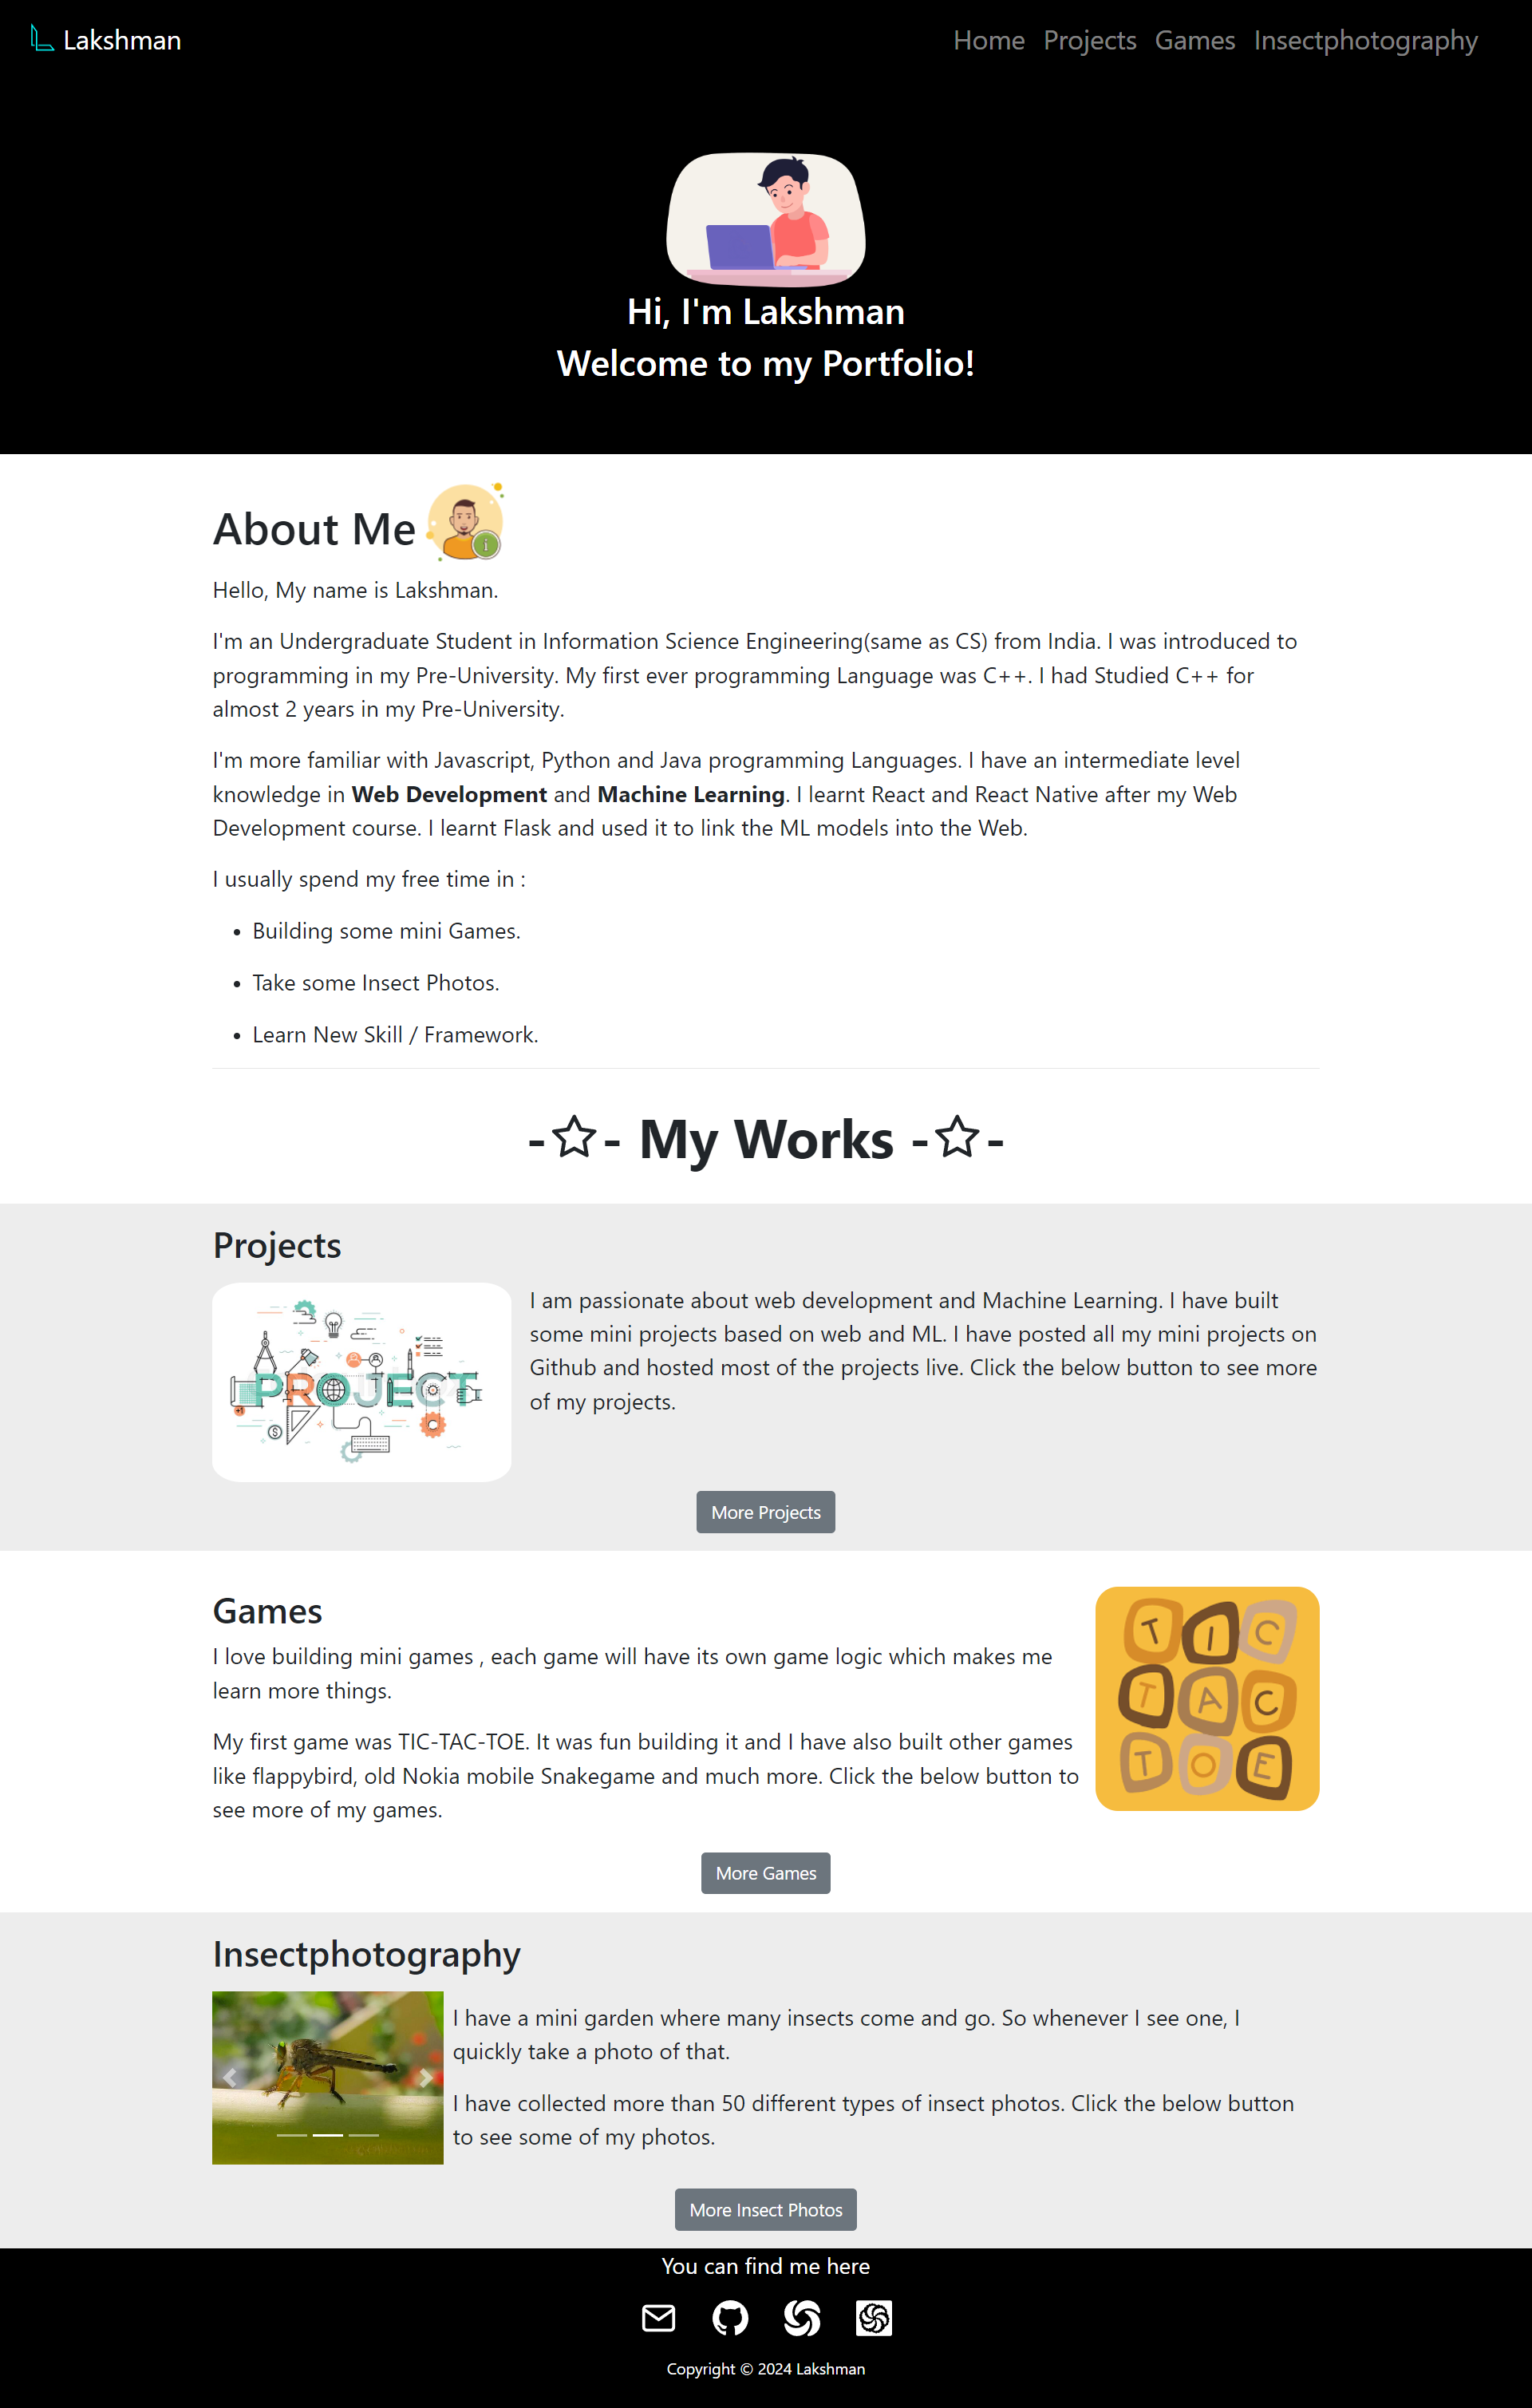 Lakshman
Home Projects Games Insectphotography
Hi, I'm Lakshman
Welcome to my Portfolio!
About Me
i
Hello, My name is Lakshman.
I'm an Undergraduate Student in Information Science Engineering(same as CS) from India. I was introduced to
programming in my Pre-University. My first ever programming Language was C++. I had Studied C++ for
almost 2 years in my Pre-University.
I'm more familiar with Javascript, Python and Java programming Languages. I have an intermediate level
knowledge in Web Development and Machine Learning. I learnt React and React Native after my Web
Development course. I learnt Flask and used it to link the ML models into the Web.
I usually spend my free time in :
• Building some mini Games.
• Take some Insect Photos.
• Learn New Skill / Framework.
-☆- My Works -☆-
Projects
PROJECT
$
I am passionate about web development and Machine Learning. I have built
some mini projects based on web and ML. I have posted all my mini projects on
Github and hosted most of the projects live. Click the below button to see more
of my projects.
More Projects
Games
I love building mini games , each game will have its own game logic which makes me
learn more things.
My first game was TIC-TAC-TOE. It was fun building it and I have also built other games
like flappybird, old Nokia mobile Snakegame and much more. Click the below button to
see more of my games.
T I C
T A C
T O E
More Games
Insectphotography
I have a mini garden where many insects come and go. So whenever I see one, I
quickly take a photo of that.
I have collected more than 50 different types of insect photos. Click the below button
to see some of my photos.
More Insect Photos
You can find me here
Copyright © 2024 Lakshman